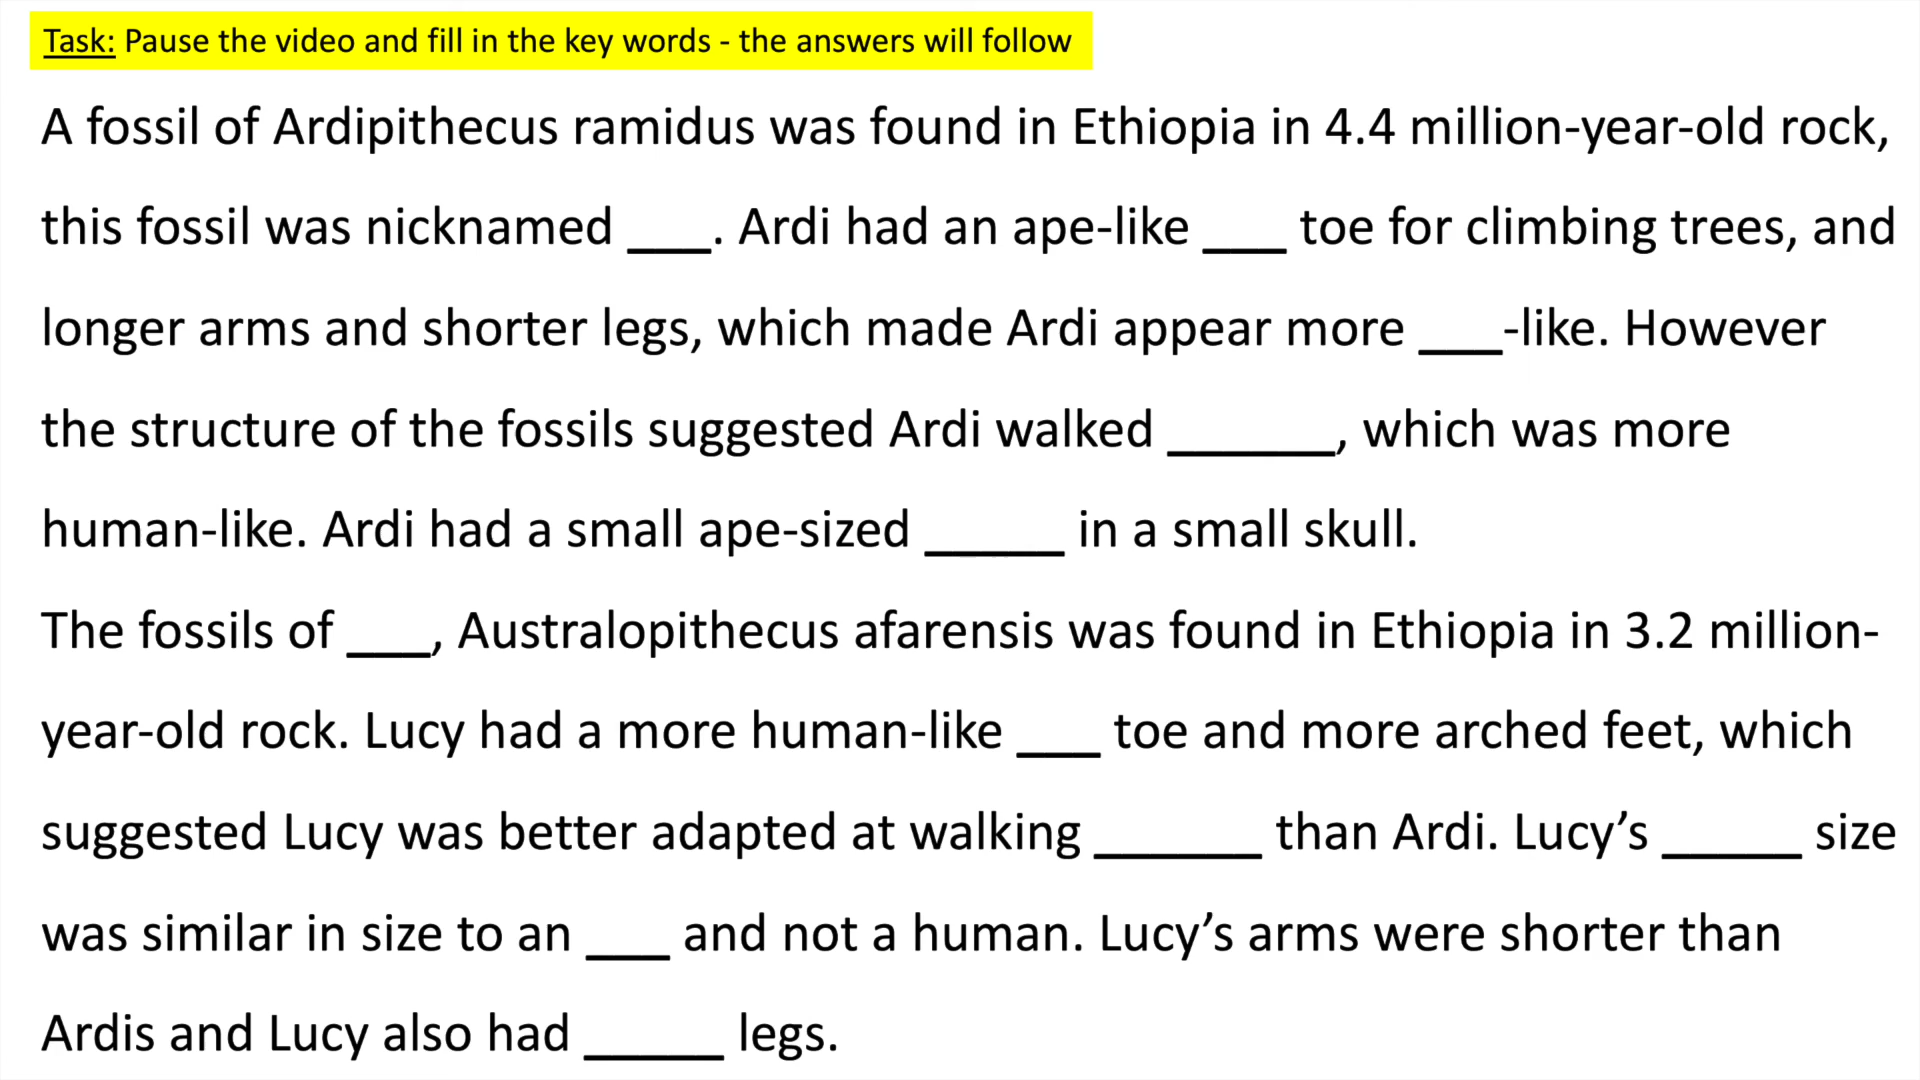 Task: Pause the video and fill in the key words - the answers will follow
A fossil of Ardipithecus ramidus was found in Ethiopia in 4.4 million-year-old rock,
this fossil was nicknamed ___. Ardi had an ape-like ___ toe for climbing trees, and
longer arms and shorter legs, which made Ardi appear more ___-like. However
the structure of the fossils suggested Ardi walked ______, which was more
human-like. Ardi had a small ape-sized _____ in a small skull.
The fossils of ___, Australopithecus afarensis was found in Ethiopia in 3.2 million-
year-old rock. Lucy had a more human-like ___ toe and more arched feet, which
suggested Lucy was better adapted at walking ______ than Ardi. Lucy’s _____ size
was similar in size to an ___ and not a human. Lucy’s arms were shorter than
Ardis and Lucy also had _____ legs.